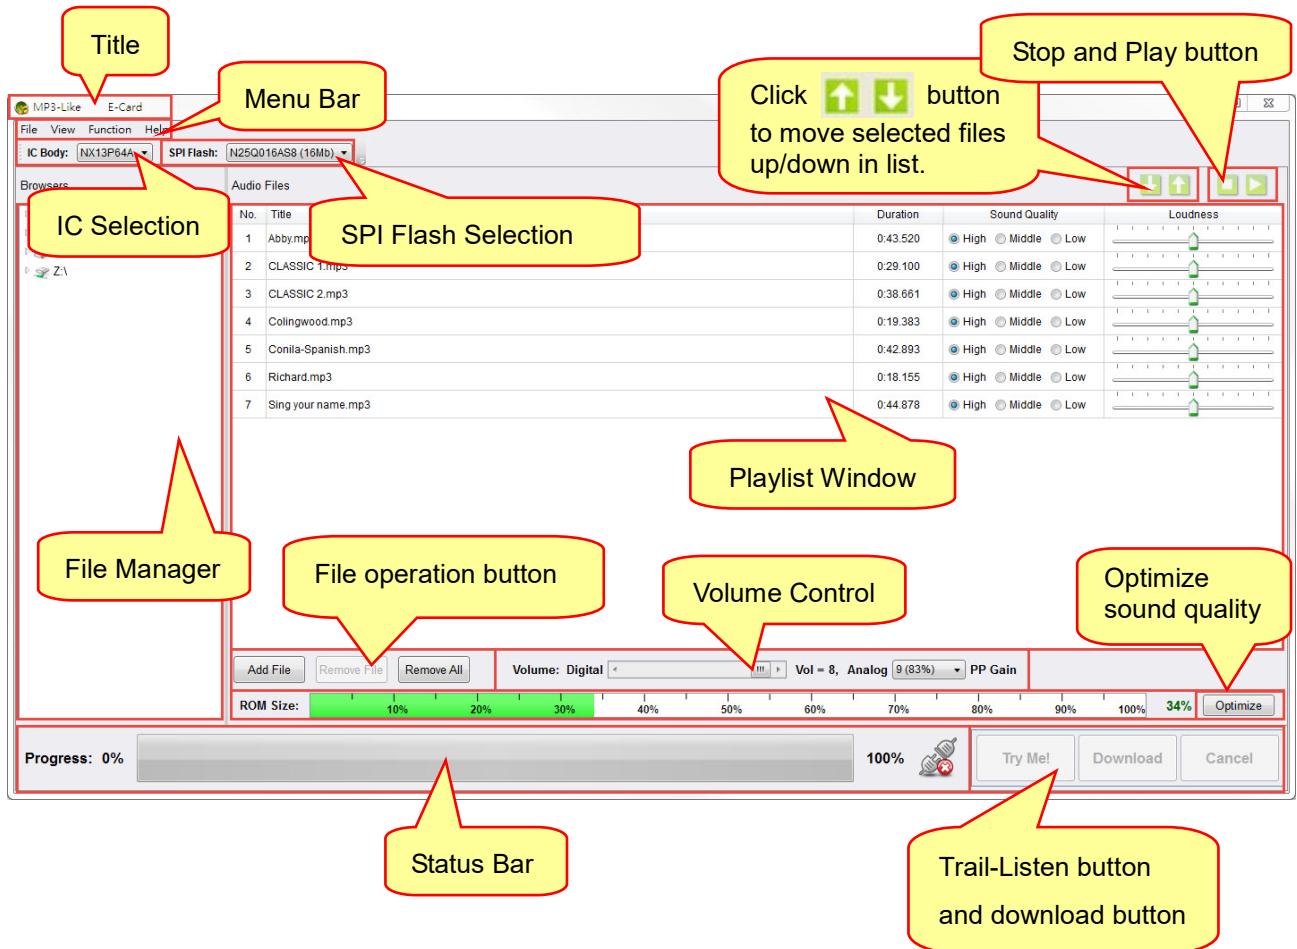 Title
Stop and Play button
Menu Bar
Click button
to move selected files
up/down in list.
MP3-Like E-Card
File View Function Help
IC Body: NX13P64A SPI Flash: N25Q016AS8 (16Mb)
Browsers Audio Files
IC Selection
SPI Flash Selection
No. Title Duration Sound Quality Loudness
1 Abby.mp 0:43.520 High Middle Low
2 CLASSIC 1.mp3 0:29.100 High Middle Low
Z:\
3 CLASSIC 2.mp3 0:38.661 High Middle Low
4 Colingwood.mp3 0:19.383 High Middle Low
5 Conila-Spanish.mp3 0:42.893 High Middle Low
6 Richard.mp3 0:18.155 High Middle Low
7 Sing your name.mp3 0:44.878 High Middle Low
Playlist Window
File Manager
File operation button
Volume Control
Optimize
sound quality
Add File Remove File Remove All Volume: Digital Vol = 8, Analog 9 (83%) PP Gain
ROM Size: 10% 20% 30% 40% 50% 60% 70% 80% 90% 100% 34% Optimize
Progress: 0% 100% Try Me! Download Cancel
Status Bar
Trail-Listen button
and download button